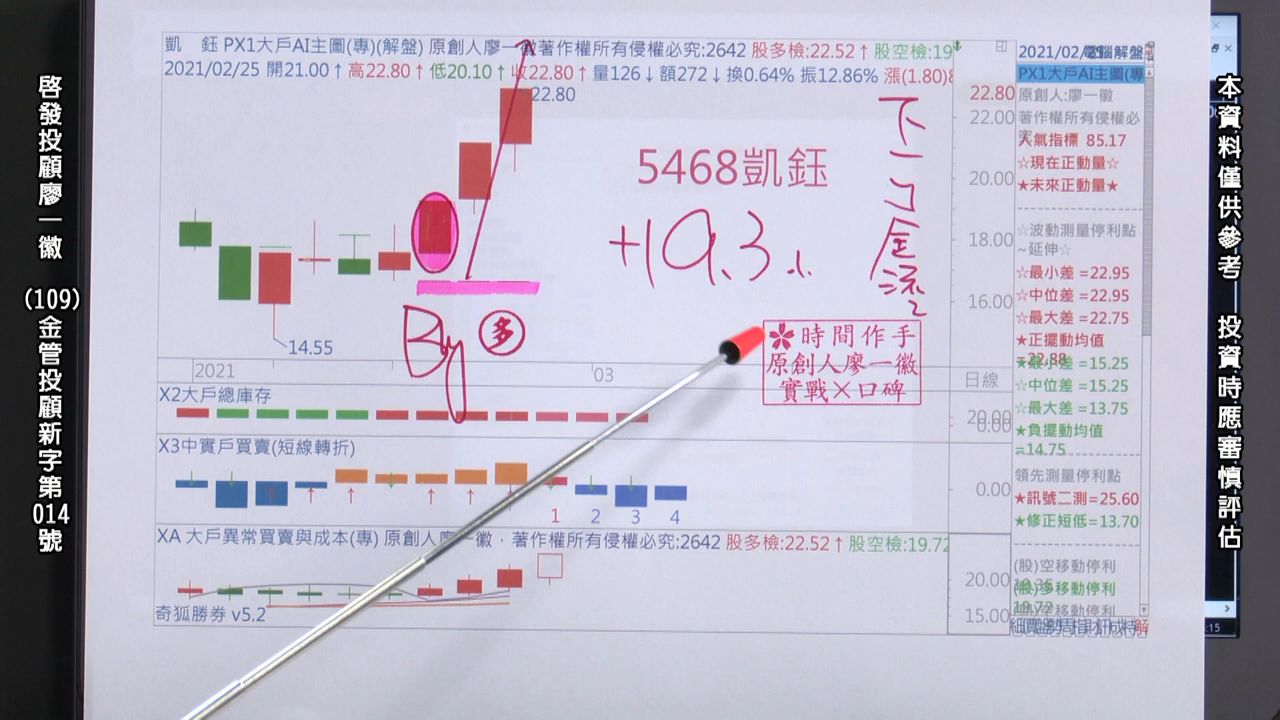 啓發投顧廖一徽 (109)金管投顧新字第014號
凱 鈺 PX1大戶AI主圖(專)(解盤) 原創人廖一徽著作權所有侵權必究:2642 股多檢:22.52↑ 股空檢:19
2021/02/25 開21.00↑ 高22.80↑ 低20.10↑ 收22.80↑ 量126↓ 額272↓ 換0.64% 振12.86% 漲(1.80)8
22.80
5468凱鈺
+19.3%
下一個金流
14.55
By 多
時間作手
原創人廖一徽
實戰×口碑
2021
03
日線
22.80
22.00
20.00
18.00
16.00
X2大戶總庫存
20.00
0.00
X3中實戶買賣(短線轉折)
0.00
1 2 3 4
XA 大戶異常買賣與成本(專) 原創人廖一徽．著作權所有侵權必究:2642 股多檢:22.52↑ 股空檢:19.72
20.00
15.00
奇狐勝券 v5.2
PX1大戶AI主圖(專
原創人:廖一徽
著作權所有侵權必
人氣指標 85.17
☆現在正動量☆
★未來正動量★
☆波動測量停利點
~延伸☆
☆最小差 =22.95
☆中位差 =22.95
☆最大差 =22.75
★正擺動均值
=22.88
☆最小差 =15.25
☆中位差 =15.25
☆最大差 =13.75
★負擺動均值
=14.75
領先測量停利點
★訊號二測=25.60
★修正短低=13.70
(股)空移動停利
(股)多移動停利
19.72
本資料僅供參考 投資時應審慎評估